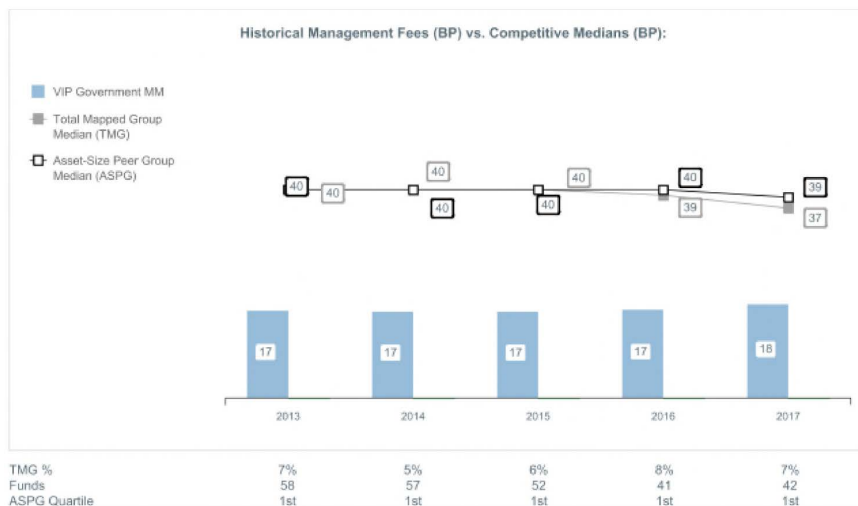 Historical Management Fees (BP) vs. Competitive Medians (BP):
VIP Government MM
Total Mapped Group
Median (TMG)
Asset-Size Peer Group
Median (ASPG)
40 40 40 40 40 40 40 39 39 37
17 17 17 17 18
2013 2014 2015 2016 2017
TMG % 7% 5% 6% 8% 7%
Funds 58 57 52 41 42
ASPG Quartile 1st 1st 1st 1st 1st